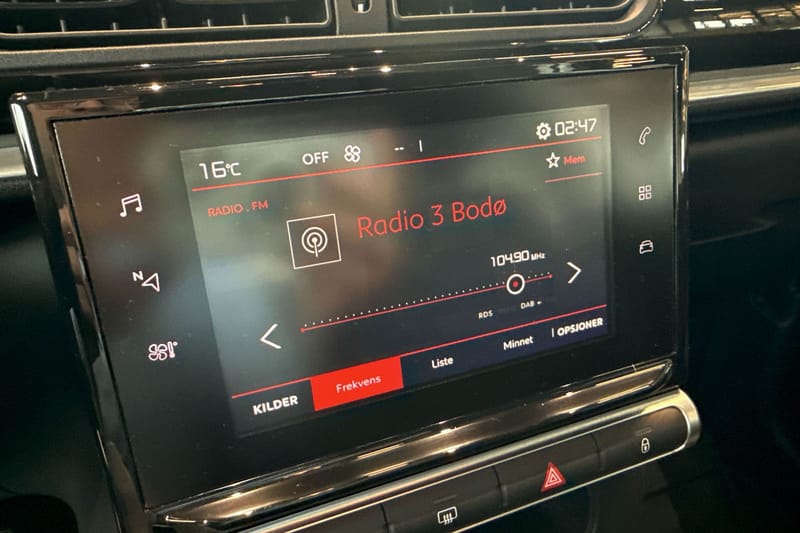 16°C OFF -- 02:47
Mem
RADIO . FM
Radio 3 Bodø
104.90 MHz
N
RDS DAB
KILDER Frekvens Liste Minnet OPSJONER